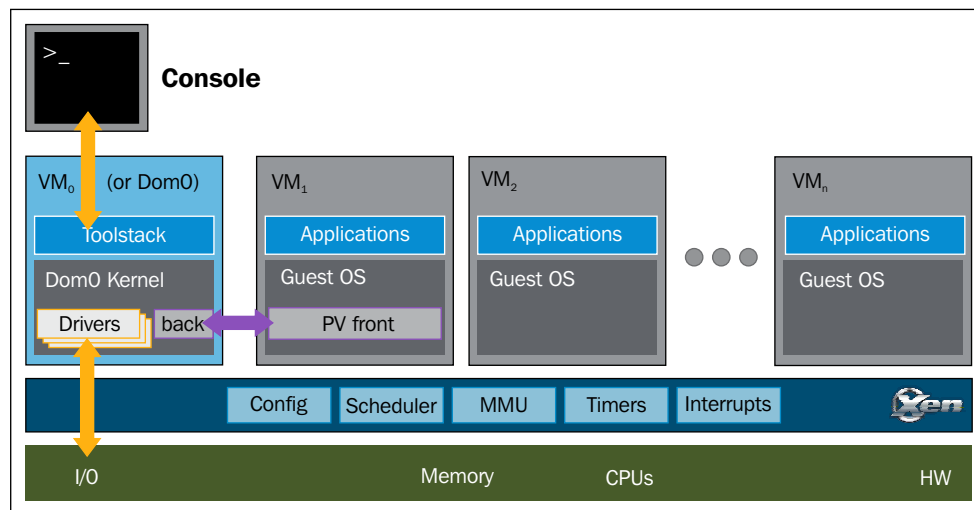 >_
Console
VM₀ (or Dom0)
VM₁
VM₂
VMₙ
Toolstack
Applications
Applications
Applications
Dom0 Kernel
Guest OS
Guest OS
Guest OS
Drivers
back
PV front
Config
Scheduler
MMU
Timers
Interrupts
Xen
I/O
Memory
CPUs
HW